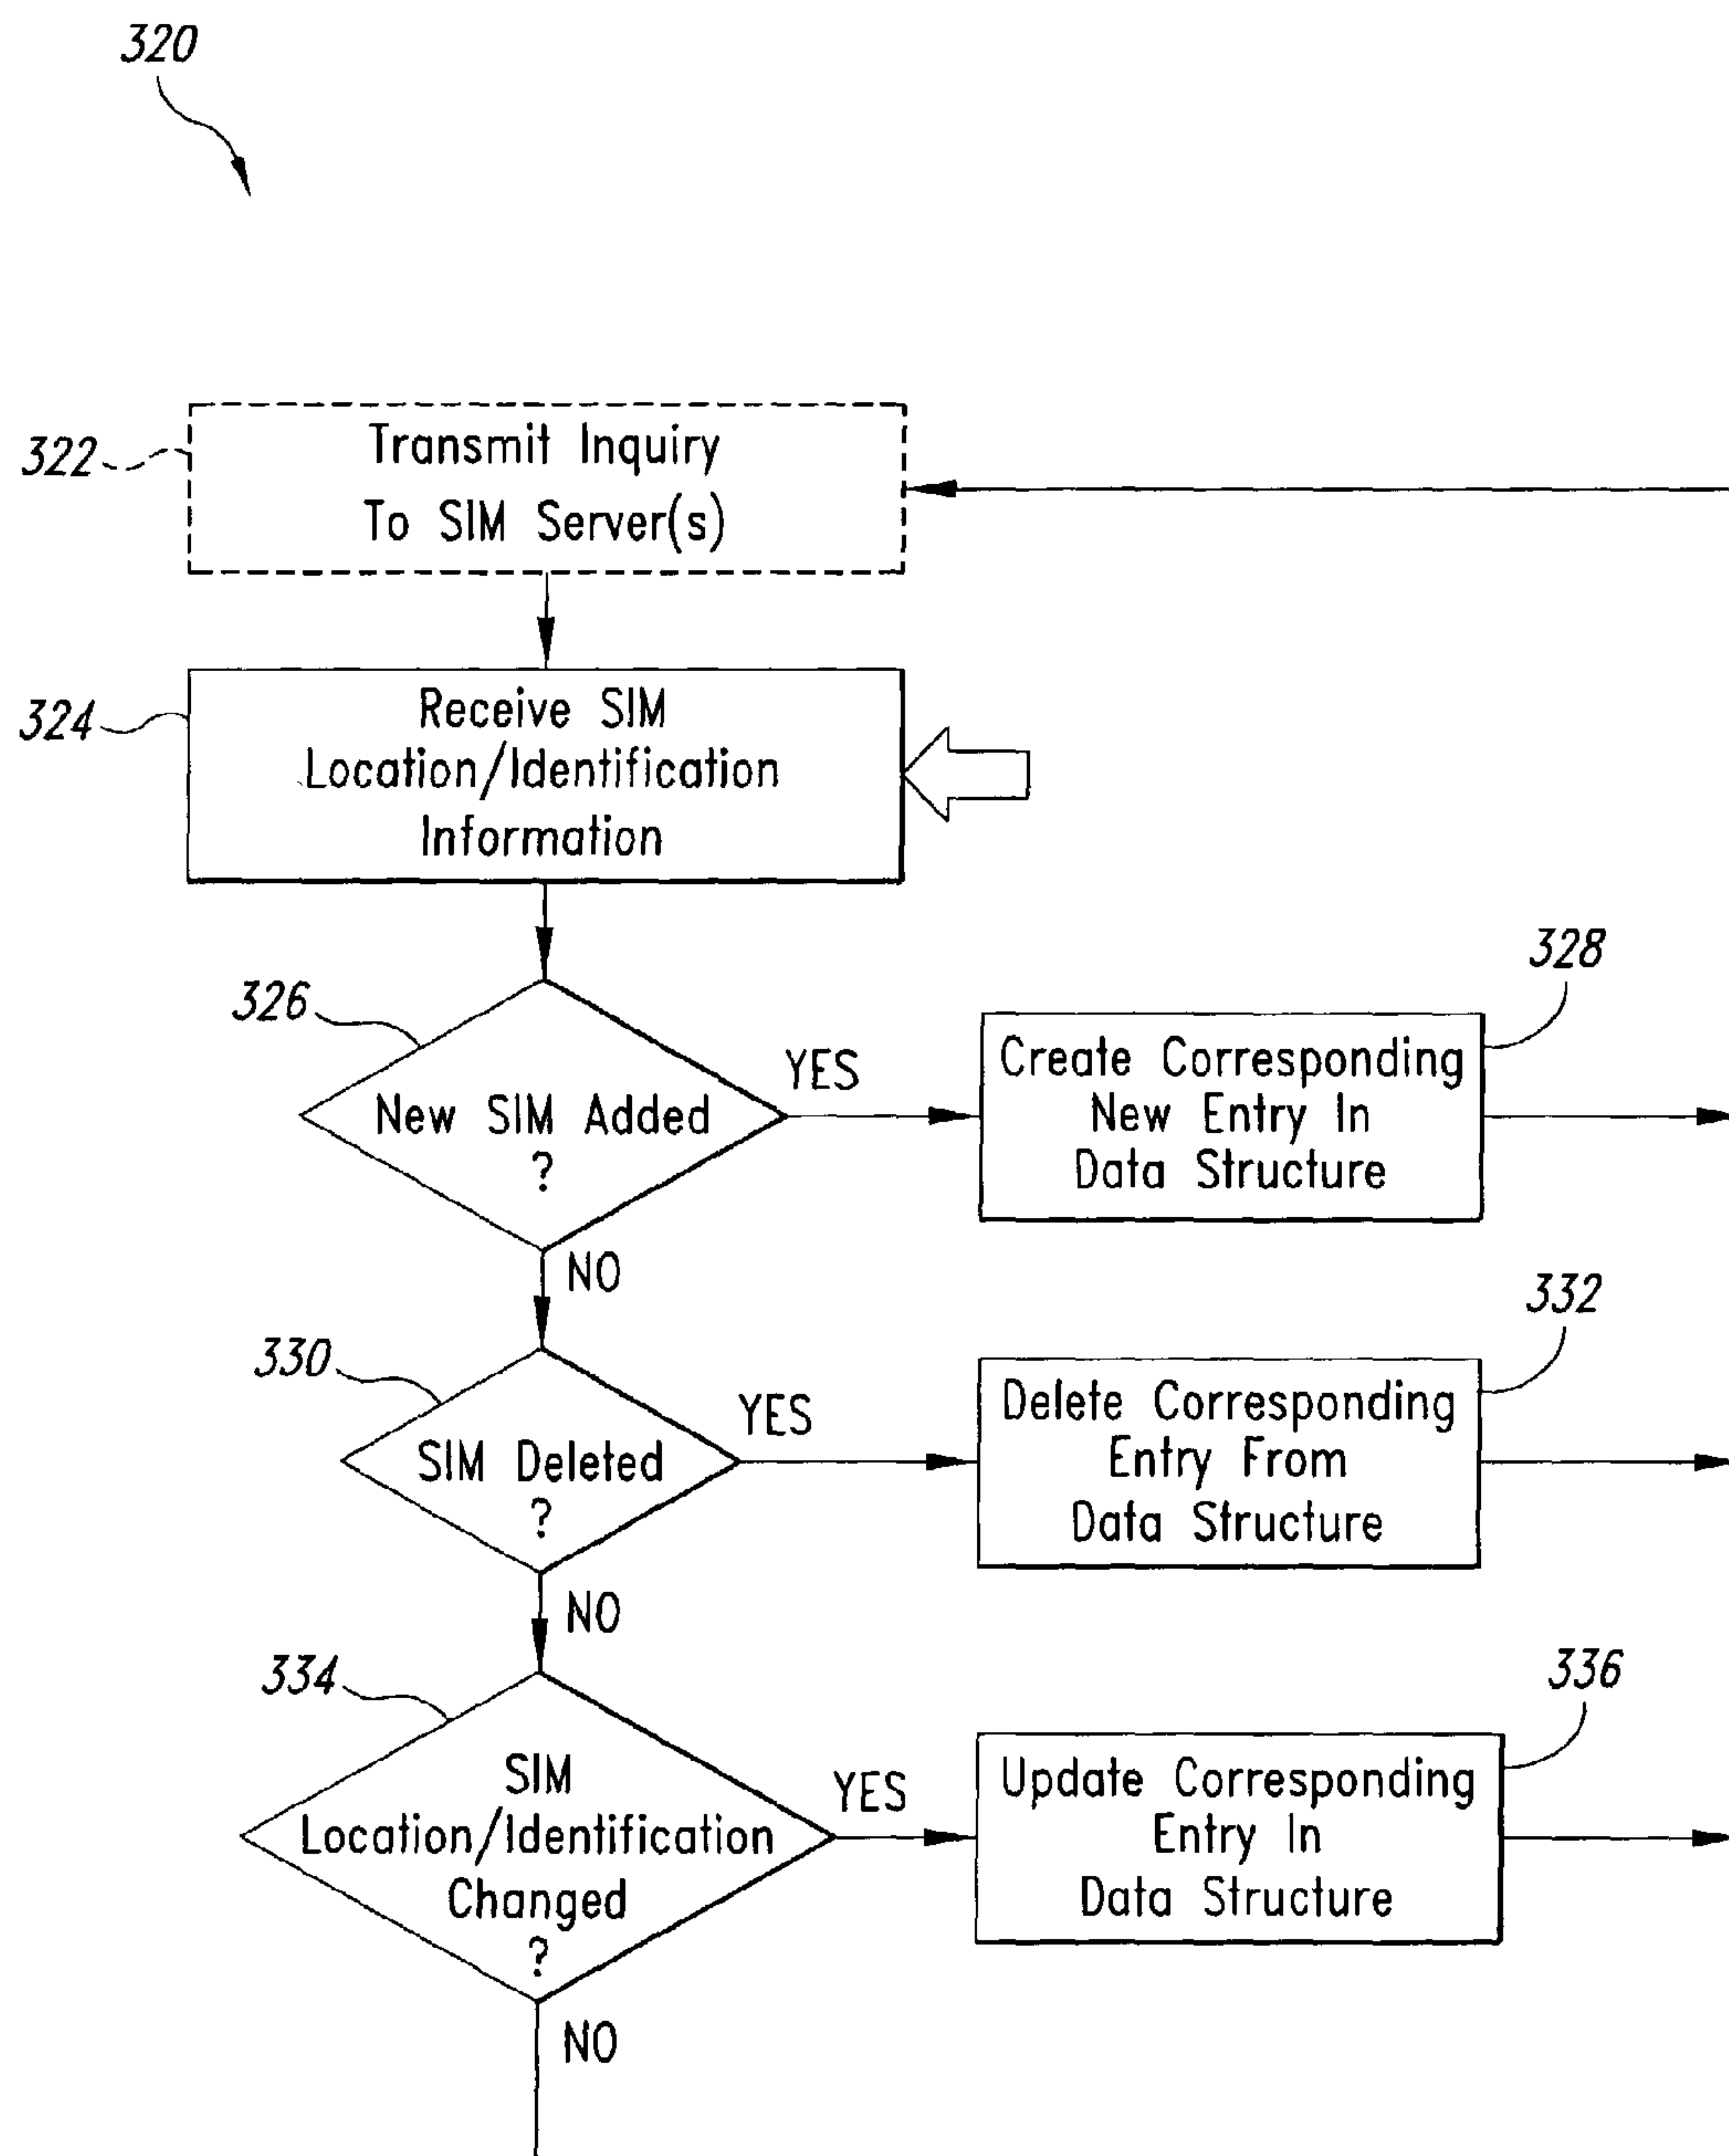 320
322
Transmit Inquiry
To SIM Server(s)
324
Receive SIM
Location/Identification
Information
326
New SIM Added
?
YES
328
Create Corresponding
New Entry In
Data Structure
NO
330
SIM Deleted
?
YES
332
Delete Corresponding
Entry From
Data Structure
NO
334
SIM
Location/Identification
Changed
?
YES
336
Update Corresponding
Entry In
Data Structure
NO